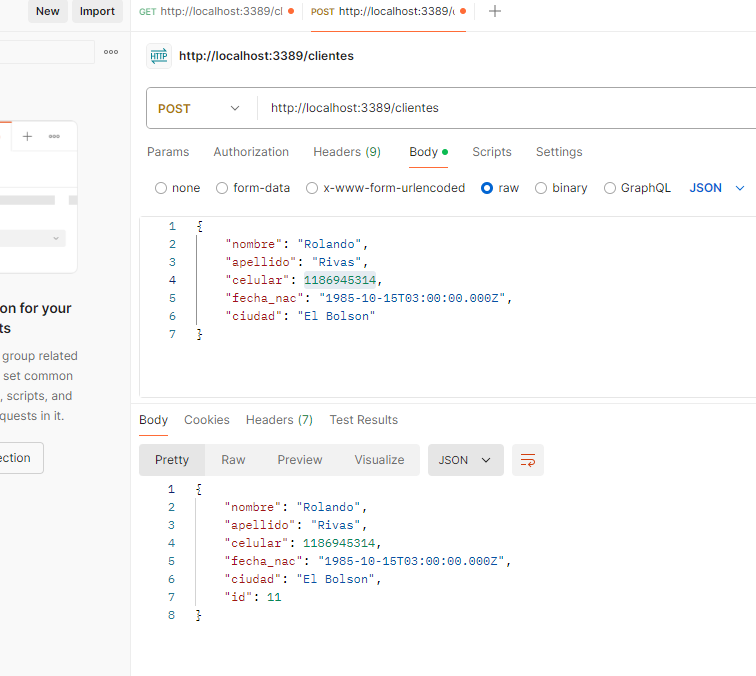 New Import GET http://localhost:3389/cl POST http://localhost:3389/
HTTP http://localhost:3389/clientes
POST http://localhost:3389/clientes
Params Authorization Headers (9) Body Scripts Settings
none form-data x-www-form-urlencoded raw binary GraphQL JSON
1 {
2 "nombre": "Rolando",
3 "apellido": "Rivas",
4 "celular": 1186945314,
5 "fecha_nac": "1985-10-15T03:00:00.000Z",
6 "ciudad": "El Bolson"
7 }
on for your
ts
group related
set common
, scripts, and
quests in it.
ection
Body Cookies Headers (7) Test Results
Pretty Raw Preview Visualize JSON
1 {
2 "nombre": "Rolando",
3 "apellido": "Rivas",
4 "celular": 1186945314,
5 "fecha_nac": "1985-10-15T03:00:00.000Z",
6 "ciudad": "El Bolson",
7 "id": 11
8 }